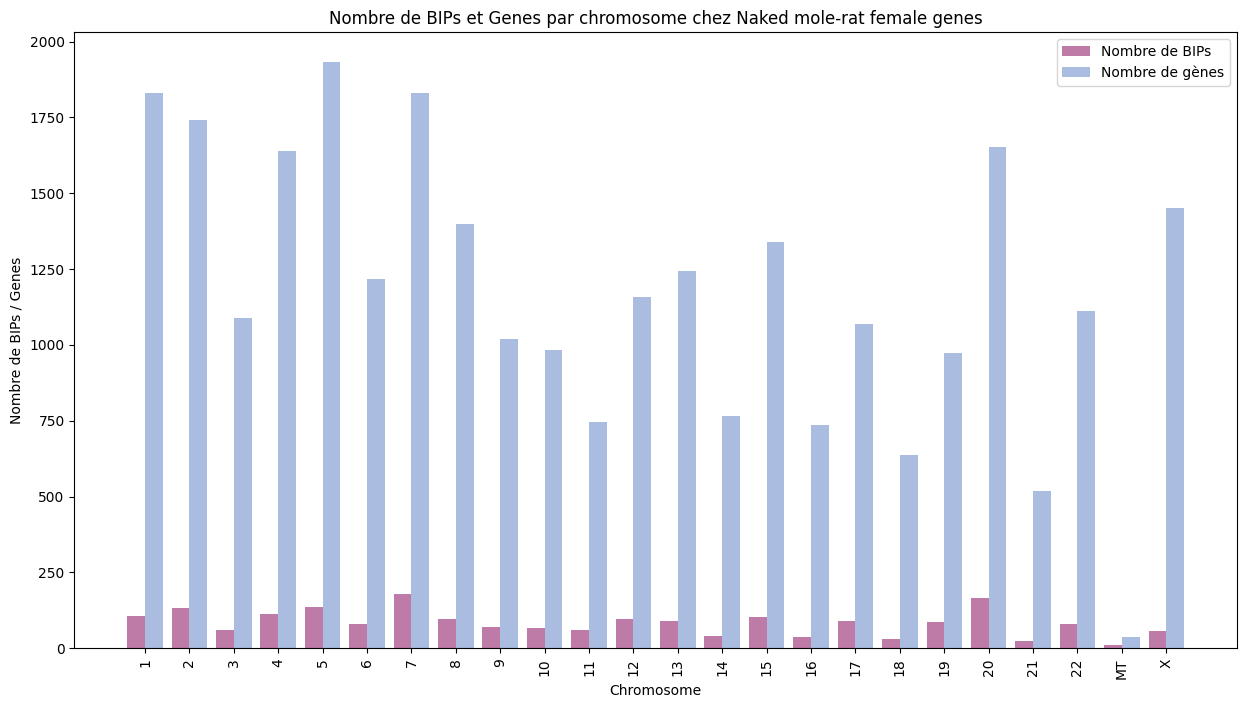 Nombre de BIPs et Genes par chromosome chez Naked mole-rat female genes
Nombre de BIPs
Nombre de gènes
Nombre de BIPs / Genes
2000
1750
1500
1250
1000
750
500
250
0
1 2 3 4 5 6 7 8 9 10 11 12 13 14 15 16 17 18 19 20 21 22 MT X
Chromosome